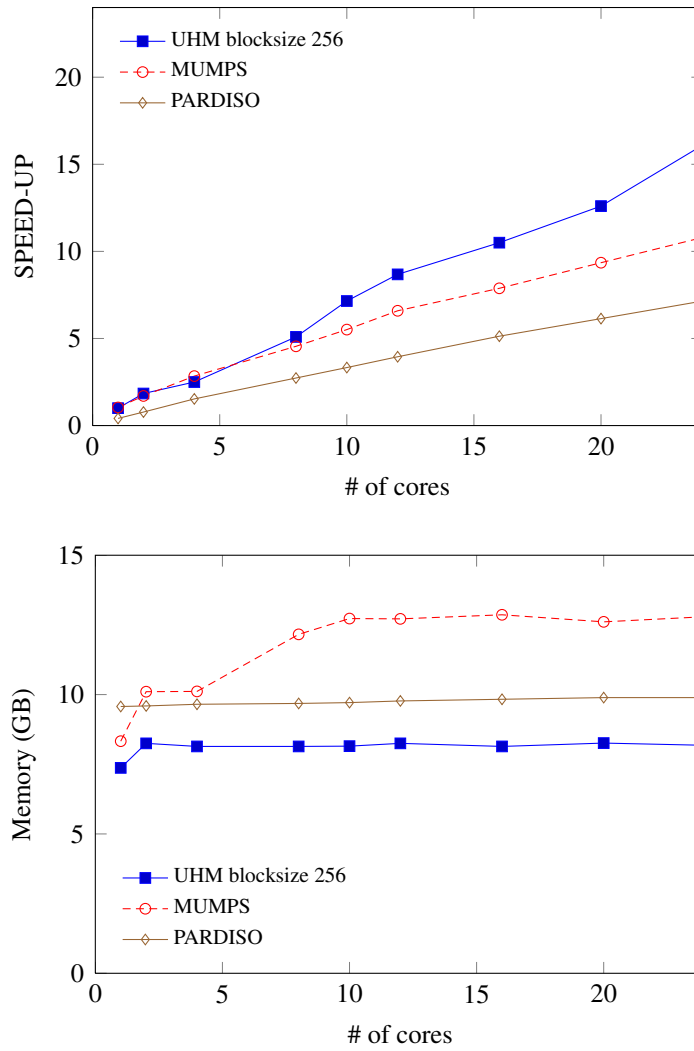 20
15
10
5
0
SPEED-UP
UHM blocksize 256
MUMPS
PARDISO
0 5 10 15 20
# of cores
15
10
5
0
Memory (GB)
UHM blocksize 256
MUMPS
PARDISO
0 5 10 15 20
# of cores